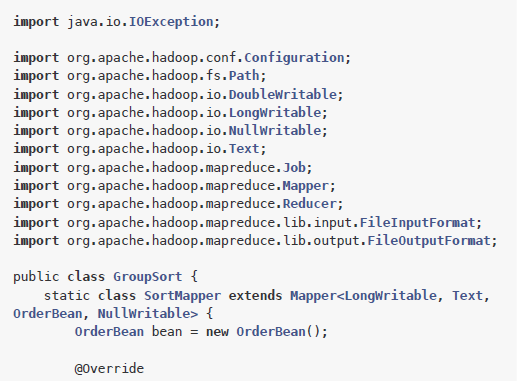 import java.io.IOException;
import org.apache.hadoop.conf.Configuration;
import org.apache.hadoop.fs.Path;
import org.apache.hadoop.io.DoubleWritable;
import org.apache.hadoop.io.LongWritable;
import org.apache.hadoop.io.NullWritable;
import org.apache.hadoop.io.Text;
import org.apache.hadoop.mapreduce.Job;
import org.apache.hadoop.mapreduce.Mapper;
import org.apache.hadoop.mapreduce.Reducer;
import org.apache.hadoop.mapreduce.lib.input.FileInputFormat;
import org.apache.hadoop.mapreduce.lib.output.FileOutputFormat;
public class GroupSort {
    static class SortMapper extends Mapper<LongWritable, Text,
OrderBean, NullWritable> {
        OrderBean bean = new OrderBean();
        @Override